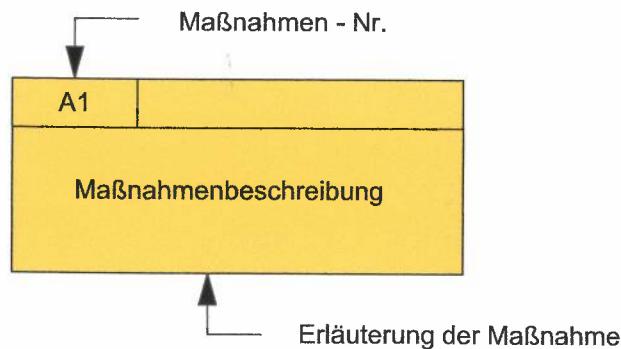 Maßnahmen - Nr.
A1
Maßnahmenbeschreibung
Erläuterung der Maßnahme